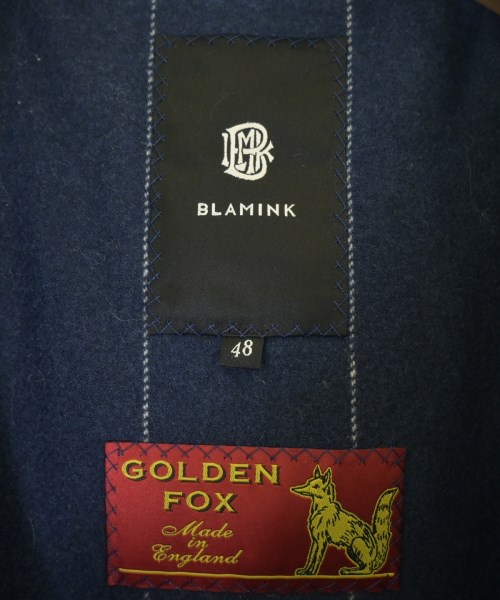 BLAMINK
48
GOLDEN
FOX
Made
in
England